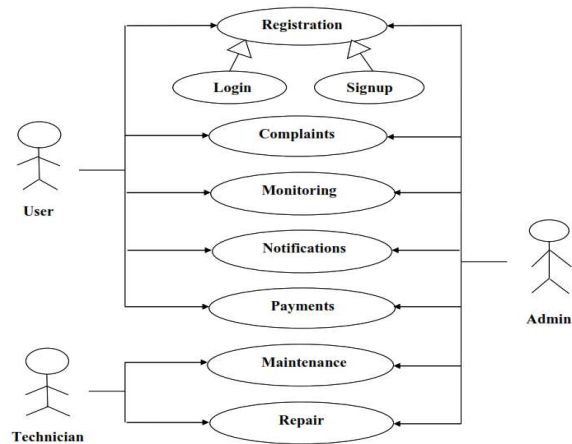 Registration
Login
Signup
Complaints
User
Monitoring
Notifications
Admin
Payments
Maintenance
Technician
Repair